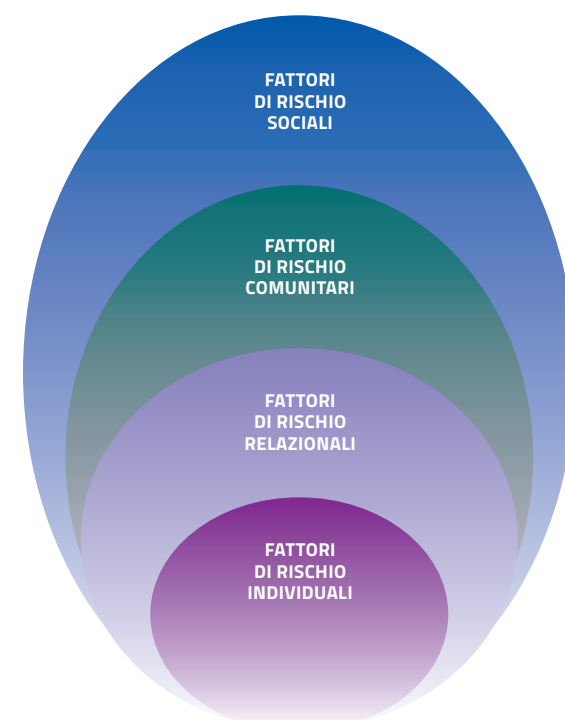 FATTORI
DI RISCHIO
SOCIALI
FATTORI
DI RISCHIO
COMUNITARI
FATTORI
DI RISCHIO
RELAZIONALI
FATTORI
DI RISCHIO
INDIVIDUALI